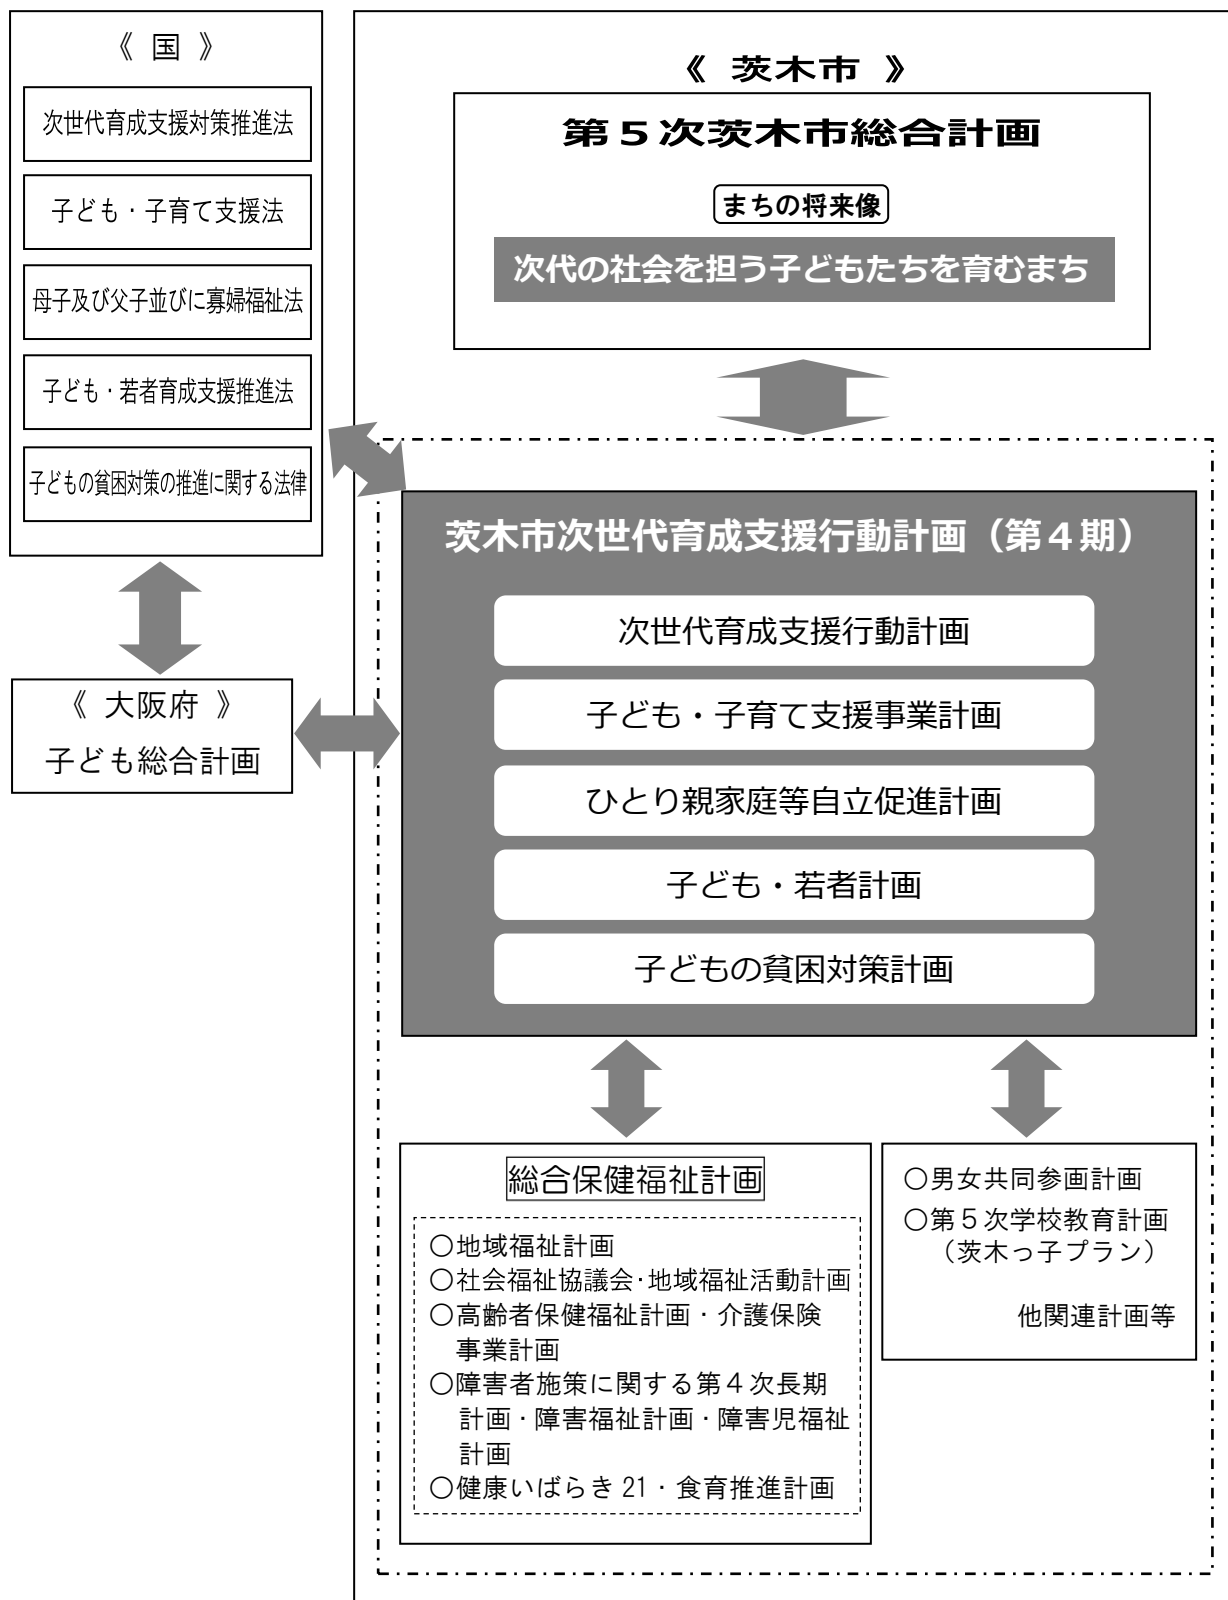 《 国 》
次世代育成支援対策推進法
子ども・子育て支援法
母子及び父子並びに寡婦福祉法
子ども・若者育成支援推進法
子どもの貧困対策の推進に関する法律
《 大阪府 》
子ども総合計画
《 茨木市 》
第５次茨木市総合計画
まちの将来像
次代の社会を担う子どもたちを育むまち
茨木市次世代育成支援行動計画（第４期）
次世代育成支援行動計画
子ども・子育て支援事業計画
ひとり親家庭等自立促進計画
子ども・若者計画
子どもの貧困対策計画
総合保健福祉計画
〇地域福祉計画
〇社会福祉協議会・地域福祉活動計画
〇高齢者保健福祉計画・介護保険
事業計画
〇障害者施策に関する第４次長期
計画・障害福祉計画・障害児福祉
計画
〇健康いばらき 21・食育推進計画
〇男女共同参画計画
〇第５次学校教育計画
（茨木っ子プラン）
他関連計画等